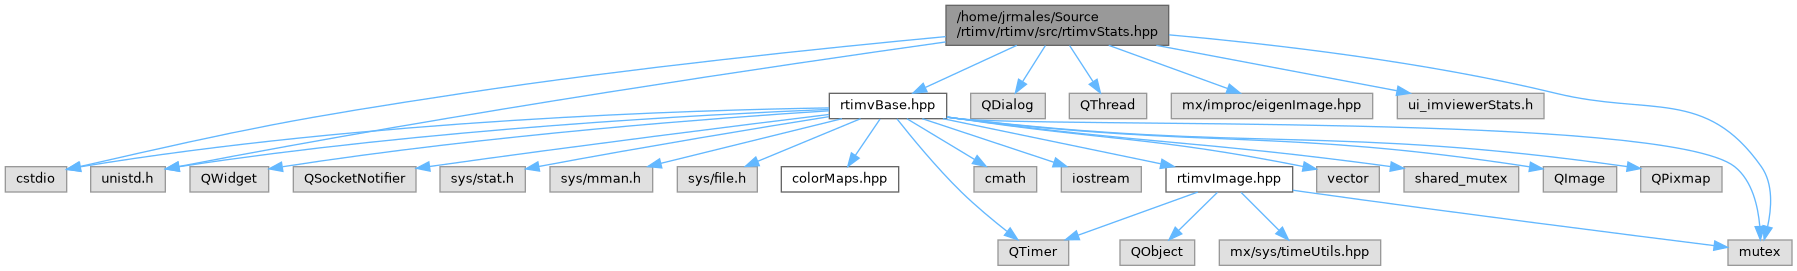 /home/jrmales/Source
/rtimv/rtimv/src/rtimvStats.hpp
rtimvBase.hpp
QDialog
QThread
mx/improc/eigenImage.hpp
ui_imviewerStats.h
cstdio
unistd.h
QWidget
QSocketNotifier
sys/stat.h
sys/mman.h
sys/file.h
colorMaps.hpp
cmath
iostream
rtimvImage.hpp
vector
shared_mutex
QImage
QPixmap
QTimer
QObject
mx/sys/timeUtils.hpp
mutex